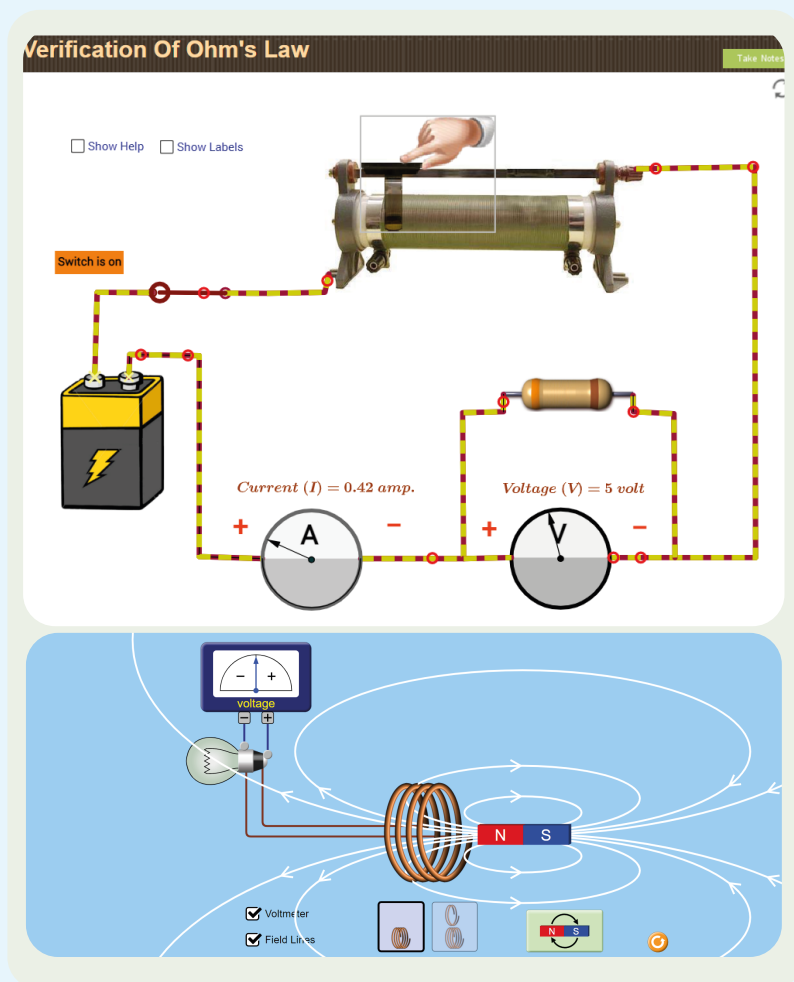 Verification Of Ohm's Law
Take Notes
Show Help
Show Labels
Switch is on
Current (I) = 0.42 amp.
Voltage (V) = 5 volt
+
A
−
+
V
−
− +
voltage
− +
N S
Voltmeter
Field Lines
N S